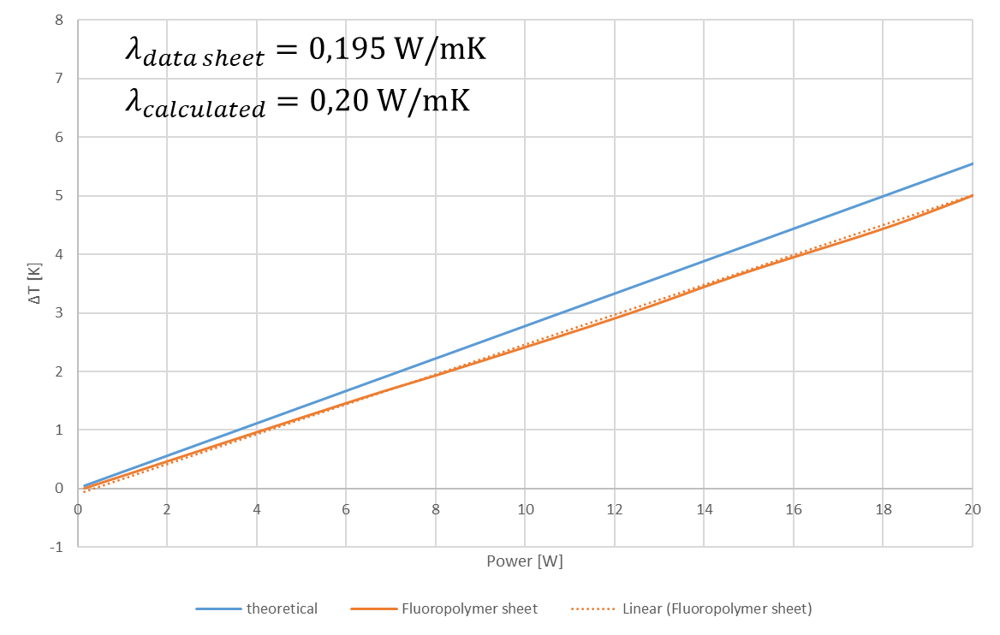 λdata sheet = 0,195 W/mK
λcalculated = 0,20 W/mK
8
7
6
5
4
3
2
1
0
-1
ΔT [K]
0 2 4 6 8 10 12 14 16 18 20
Power [W]
theoretical Fluoropolymer sheet Linear (Fluoropolymer sheet)